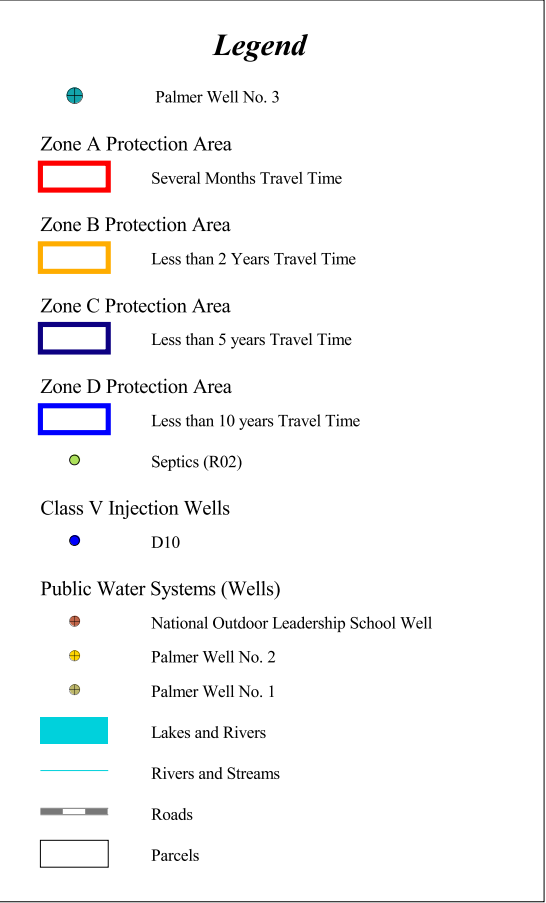 Legend
Palmer Well No. 3
Zone A Protection Area
Several Months Travel Time
Zone B Protection Area
Less than 2 Years Travel Time
Zone C Protection Area
Less than 5 years Travel Time
Zone D Protection Area
Less than 10 years Travel Time
Septics (R02)
Class V Injection Wells
D10
Public Water Systems (Wells)
National Outdoor Leadership School Well
Palmer Well No. 2
Palmer Well No. 1
Lakes and Rivers
Rivers and Streams
Roads
Parcels